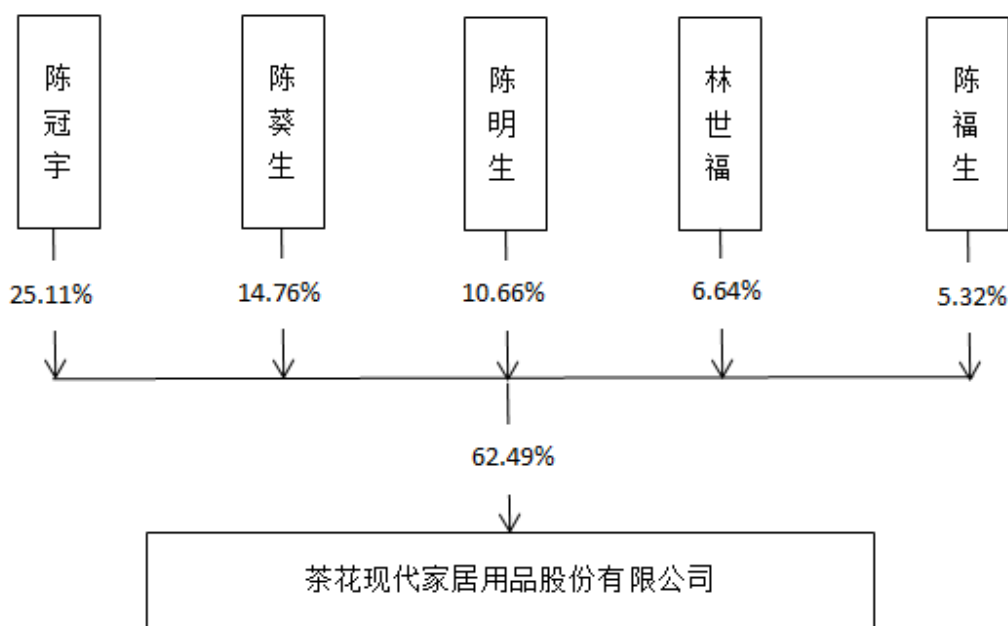 陈冠宇
陈葵生
陈明生
林世福
陈福生
25.11%
14.76%
10.66%
6.64%
5.32%
62.49%
茶花现代家居用品股份有限公司